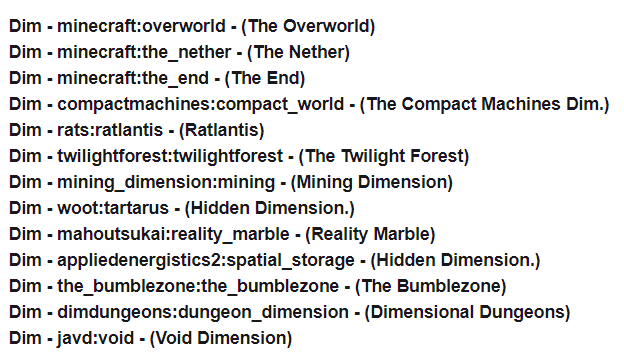 Dim - minecraft:overworld - (The Overworld)
Dim - minecraft:the_nether - (The Nether)
Dim - minecraft:the_end - (The End)
Dim - compactmachines:compact_world - (The Compact Machines Dim.)
Dim - rats:ratlantis - (Ratlantis)
Dim - twilightforest:twilightforest - (The Twilight Forest)
Dim - mining_dimension:mining - (Mining Dimension)
Dim - woot:tartarus - (Hidden Dimension.)
Dim - mahoutsukai:reality_marble - (Reality Marble)
Dim - appliedenergistics2:spatial_storage - (Hidden Dimension.)
Dim - the_bumblezone:the_bumblezone - (The Bumblezone)
Dim - dimdungeons:dungeon_dimension - (Dimensional Dungeons)
Dim - javd:void - (Void Dimension)